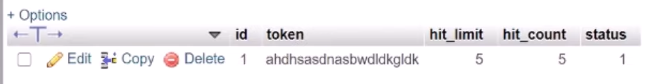 + Options
←T→ id token hit_limit hit_count status
Edit Copy Delete 1 ahdhsasdnasbwdldkgldk 5 5 1